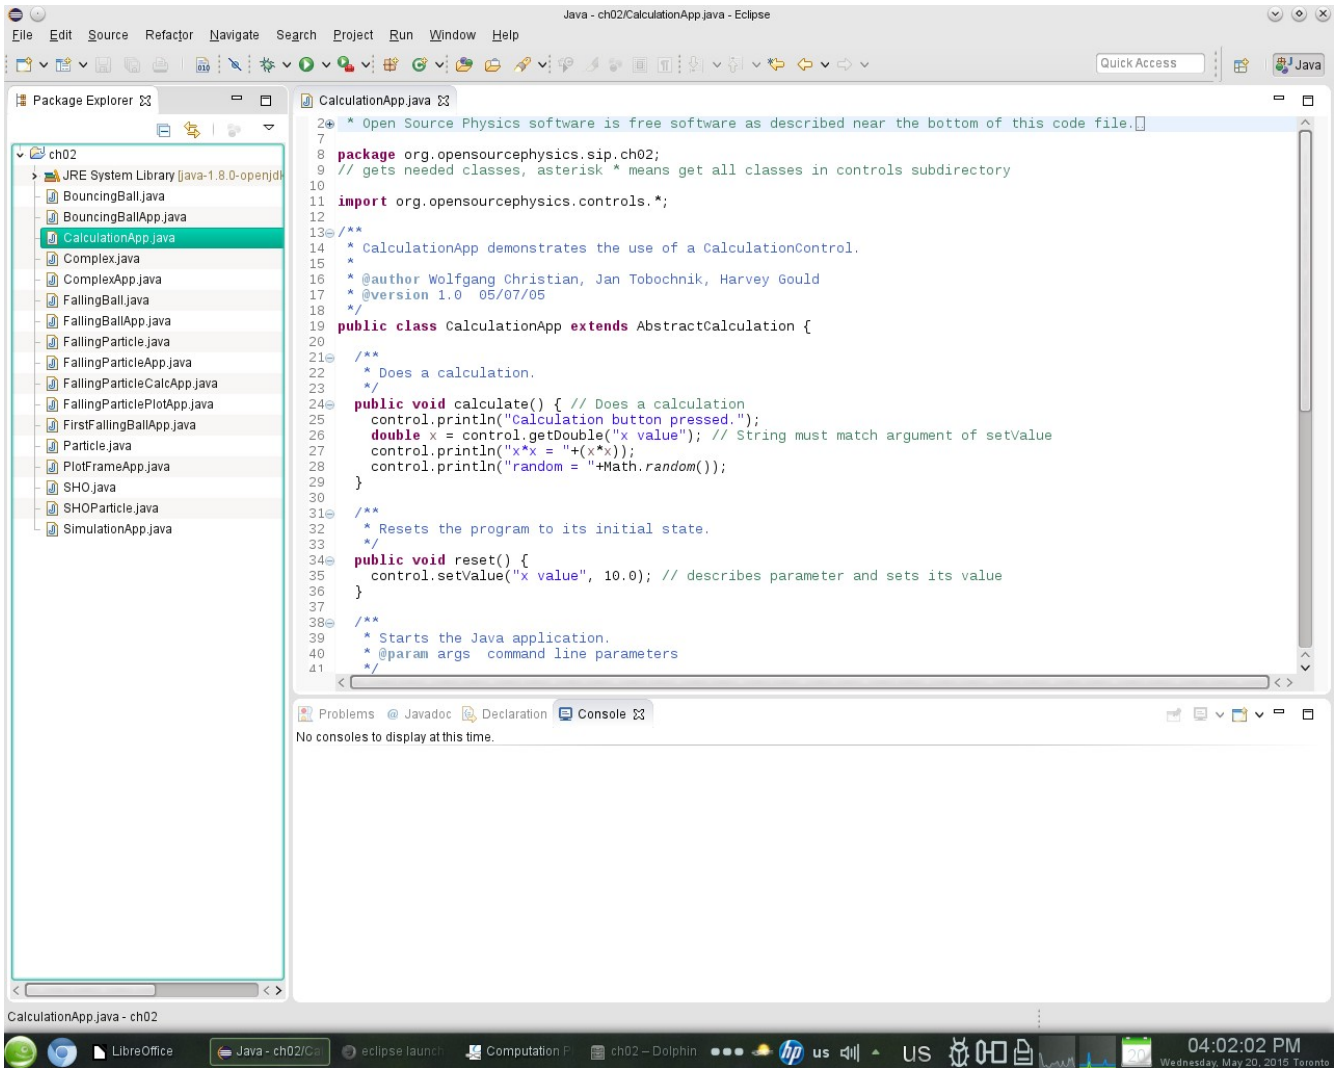 Java - ch02/CalculationApp.java - Eclipse
File Edit Source Refactor Navigate Search Project Run Window Help
Quick Access
Java
Package Explorer
ch02
JRE System Library [java-1.8.0-openjdk
BouncingBall.java
BouncingBallApp.java
CalculationApp.java
Complex.java
ComplexApp.java
FallingBall.java
FallingBallApp.java
FallingParticle.java
FallingParticleApp.java
FallingParticleCalcApp.java
FallingParticlePlotApp.java
FirstFallingBallApp.java
Particle.java
PlotFrameApp.java
SHO.java
SHOParticle.java
SimulationApp.java
CalculationApp.java
2 * Open Source Physics software is free software as described near the bottom of this code file.
7
8 package org.opensourcephysics.sip.ch02;
9 // gets needed classes, asterisk * means get all classes in controls subdirectory
10
11 import org.opensourcephysics.controls.*;
12
13 /**
14 * CalculationApp demonstrates the use of a CalculationControl.
15 *
16 * @author Wolfgang Christian, Jan Tobochnik, Harvey Gould
17 * @version 1.0 05/07/05
18 */
19 public class CalculationApp extends AbstractCalculation {
20
21 /**
22 * Does a calculation.
23 */
24 public void calculate() { // Does a calculation
25 control.println("Calculation button pressed.");
26 double x = control.getDouble("x value"); // String must match argument of setValue
27 control.println("x*x = "+(x*x));
28 control.println("random = "+Math.random());
29 }
30
31 /**
32 * Resets the program to its initial state.
33 */
34 public void reset() {
35 control.setValue("x value", 10.0); // describes parameter and sets its value
36 }
37
38 /**
39 * Starts the Java application.
40 * @param args command line parameters
41 */
Problems @ Javadoc Declaration Console
No consoles to display at this time.
CalculationApp.java - ch02
LibreOffice
Java - ch02/Ca
eclipse launch
Computation P
ch02 – Dolphin
hp
us
US
20
04:02:02 PM
Wednesday, May 20, 2015 Toronto